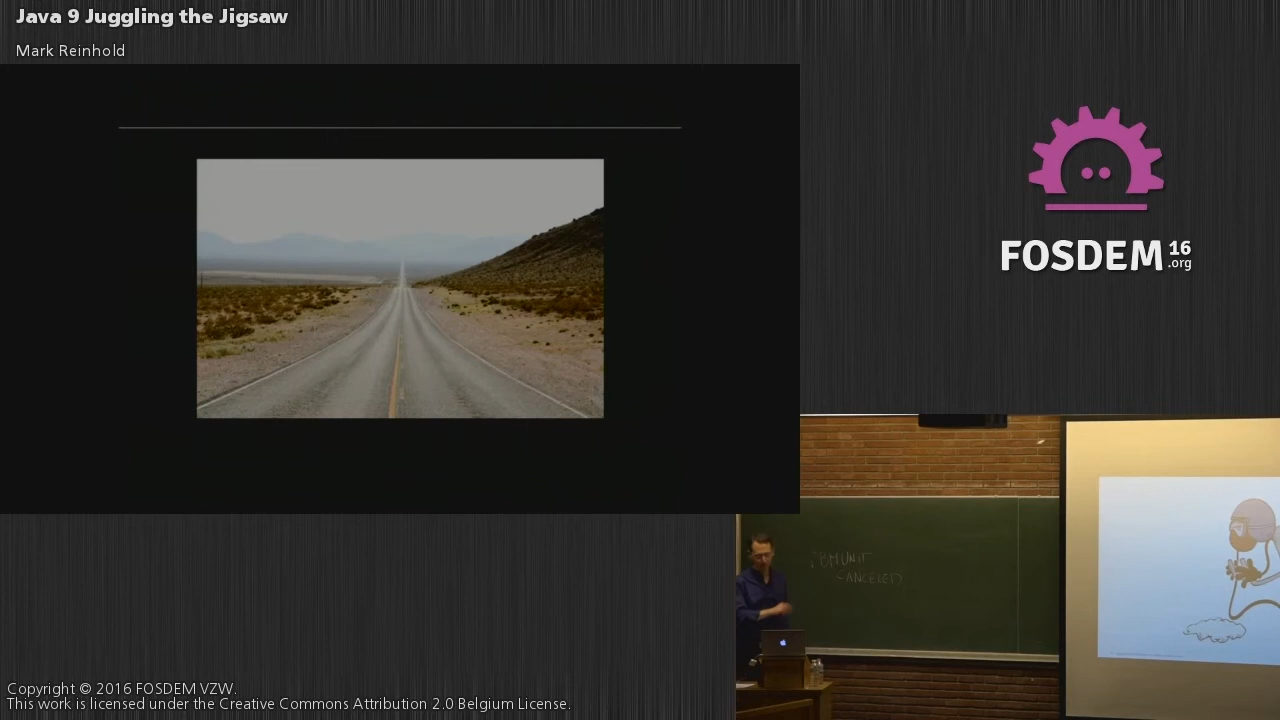 Java 9 Juggling the Jigsaw
Mark Reinhold
FOSDEM 16
.org
CANCELED
Copyright © 2016 FOSDEM VZW.
This work is licensed under the Creative Commons Attribution 2.0 Belgium License.